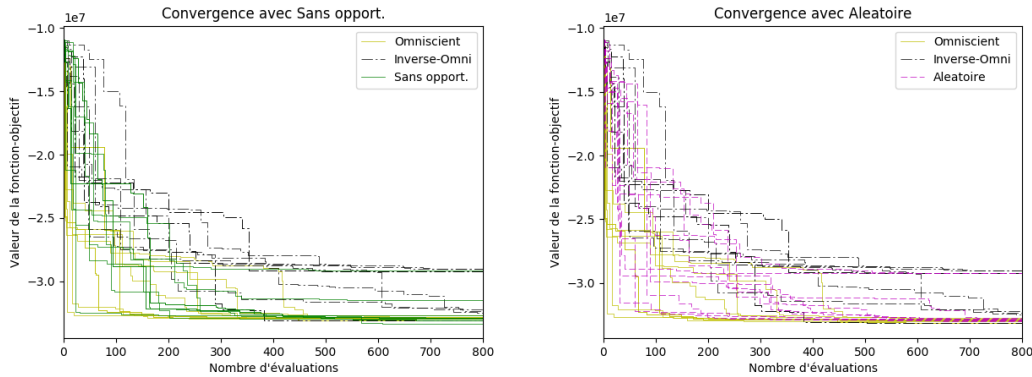 Convergence avec Sans opport.
1e7
−1.0
−1.5
−2.0
−2.5
−3.0
Valeur de la fonction-objectif
0 100 200 300 400 500 600 700 800
Nombre d'évaluations
Omniscient
Inverse-Omni
Sans opport.
Convergence avec Aleatoire
1e7
−1.0
−1.5
−2.0
−2.5
−3.0
Valeur de la fonction-objectif
0 100 200 300 400 500 600 700 800
Nombre d'évaluations
Omniscient
Inverse-Omni
Aleatoire